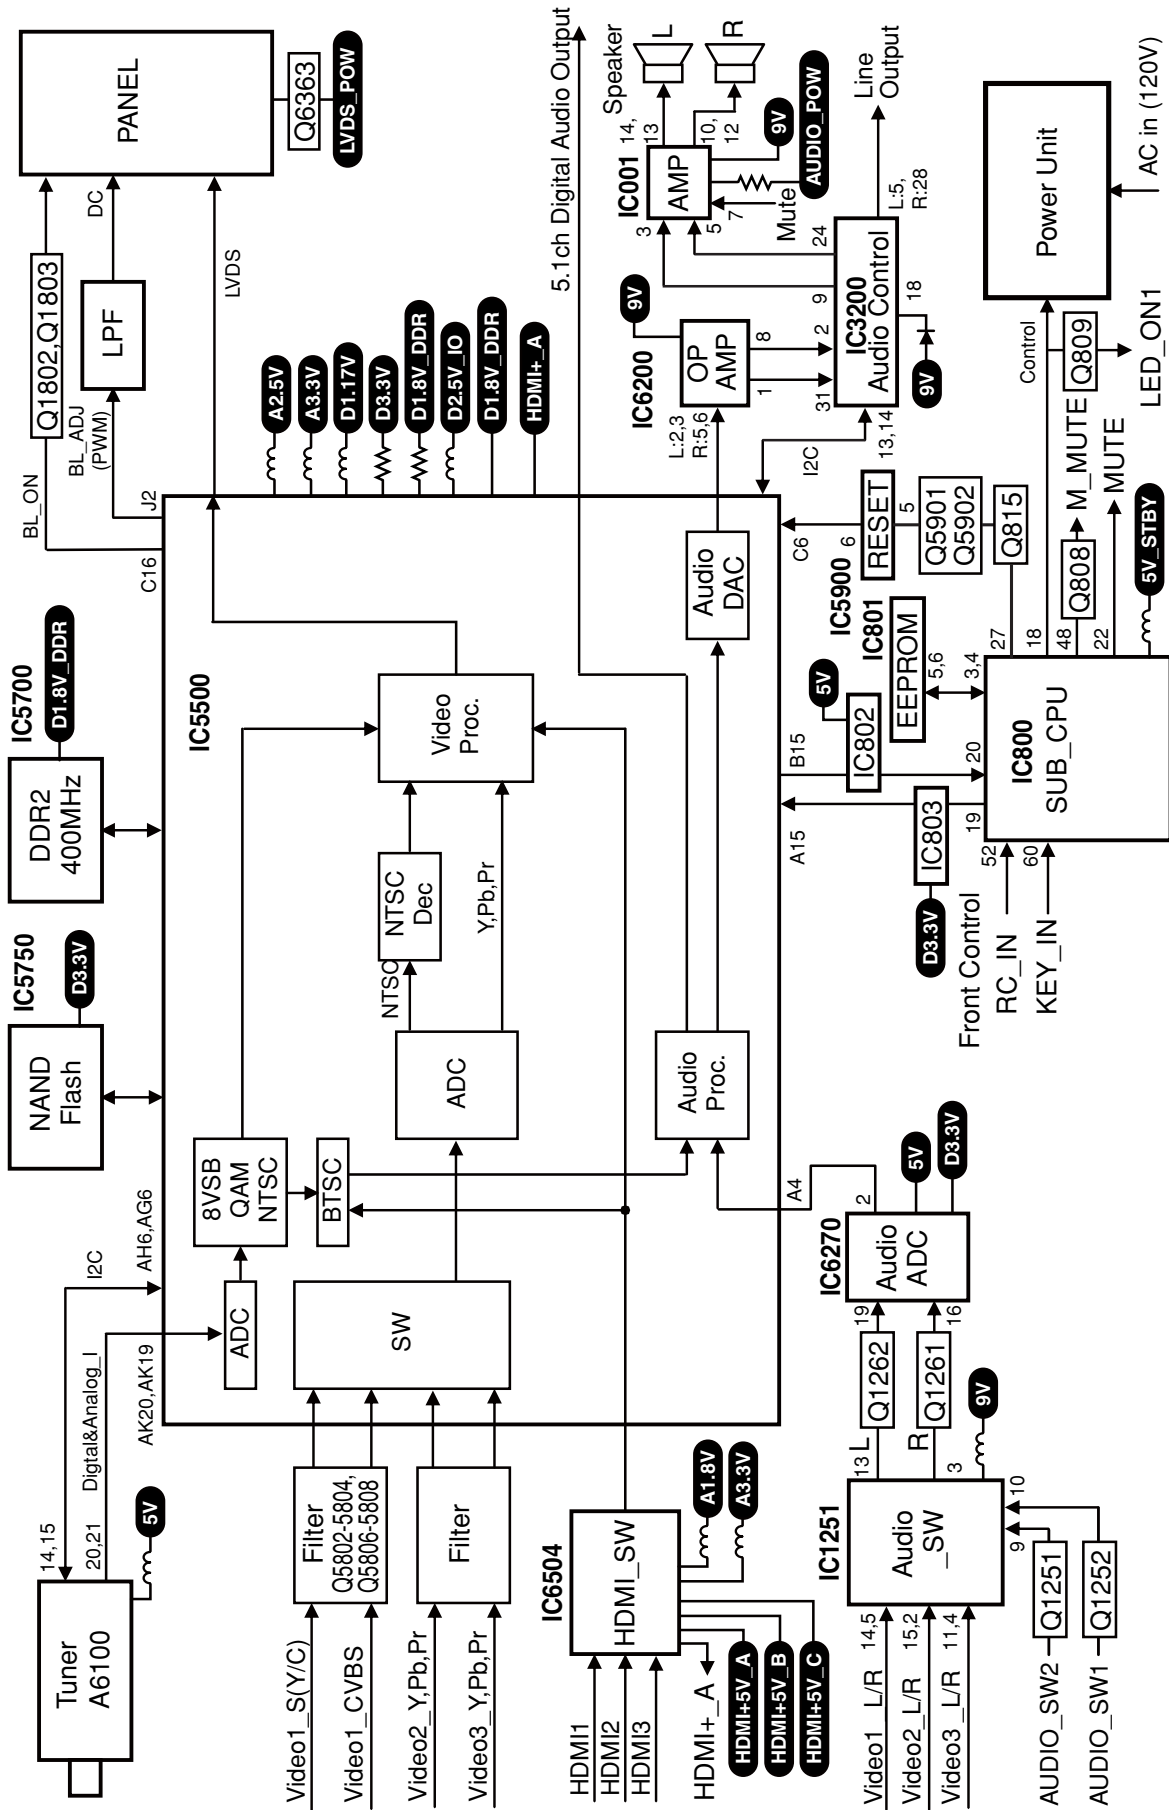 Tuner
A6100
14,15
20,21
5V
I2C
Digtal&Analog_I
AH6,AG6
AK20,AK19
NAND
Flash
IC5750
D3.3V
DDR2
400MHz
IC5700
D1.8V_DDR
BL_ON
C16
BL_ADJ
(PWM)
J2
Q1802,Q1803
LPF
DC
LVDS
PANEL
Q6363
LVDS_POW
Video1_S(Y/C)
Video1_CVBS
Filter
Q5802-5804,
Q5806-5808
Video2_Y,Pb,Pr
Video3_Y,Pb,Pr
Filter
IC5500
ADC
8VSB
QAM
NTSC
BTSC
SW
ADC
NTSC
NTSC
Dec
Y,Pb,Pr
Video
Proc.
Audio
Proc.
Audio
DAC
A2.5V
A3.3V
D1.17V
D3.3V
D1.8V_DDR
D2.5V_IO
D1.8V_DDR
HDMI+_A
5.1ch Digital Audio Output
IC6504
HDMI_SW
HDMI1
HDMI2
HDMI3
HDMI+_A
HDMI+5V_A
HDMI+5V_B
HDMI+5V_C
A1.8V
A3.3V
IC1251
Audio
_SW
Video1_L/R
14,5
Video2_L/R
15,2
Video3_L/R
11,4
AUDIO_SW2
Q1251
9
AUDIO_SW1
Q1252
10
13
L
Q1262
19
R
Q1261
16
3
9V
IC6270
Audio
ADC
2
A4
5V
D3.3V
Front Control
RC_IN
52
KEY_IN
60
D3.3V
IC803
A15
19
B15
IC802
5V
20
IC800
SUB_CPU
IC801
EEPROM
5,6
3,4
IC5900
RESET
C6
6
5
Q5901
Q5902
Q815
27
18
48
22
Q808
M_MUTE
MUTE
5V_STBY
Control
Q809
LED_ON1
Power Unit
AC in (120V)
L:2,3
R:5,6
IC6200
OP
AMP
9V
1
8
31
2
I2C
13,14
IC3200
Audio Control
18
9V
9
24
L:5,
R:28
Line
Output
IC001
AMP
3
5
7
Mute
14,
13
10,
12
Speaker
L
R
9V
AUDIO_POW